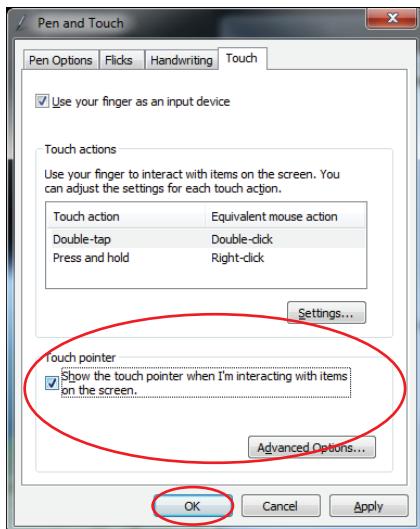 Pen and Touch
Pen Options Flicks Handwriting Touch
Use your finger as an input device
Touch actions
Use your finger to interact with items on the screen. You
can adjust the settings for each touch action.
Touch action Equivalent mouse action
Double-tap Double-click
Press and hold Right-click
Settings...
Touch pointer
Show the touch pointer when I'm interacting with items
on the screen.
Advanced Options...
OK Cancel Apply